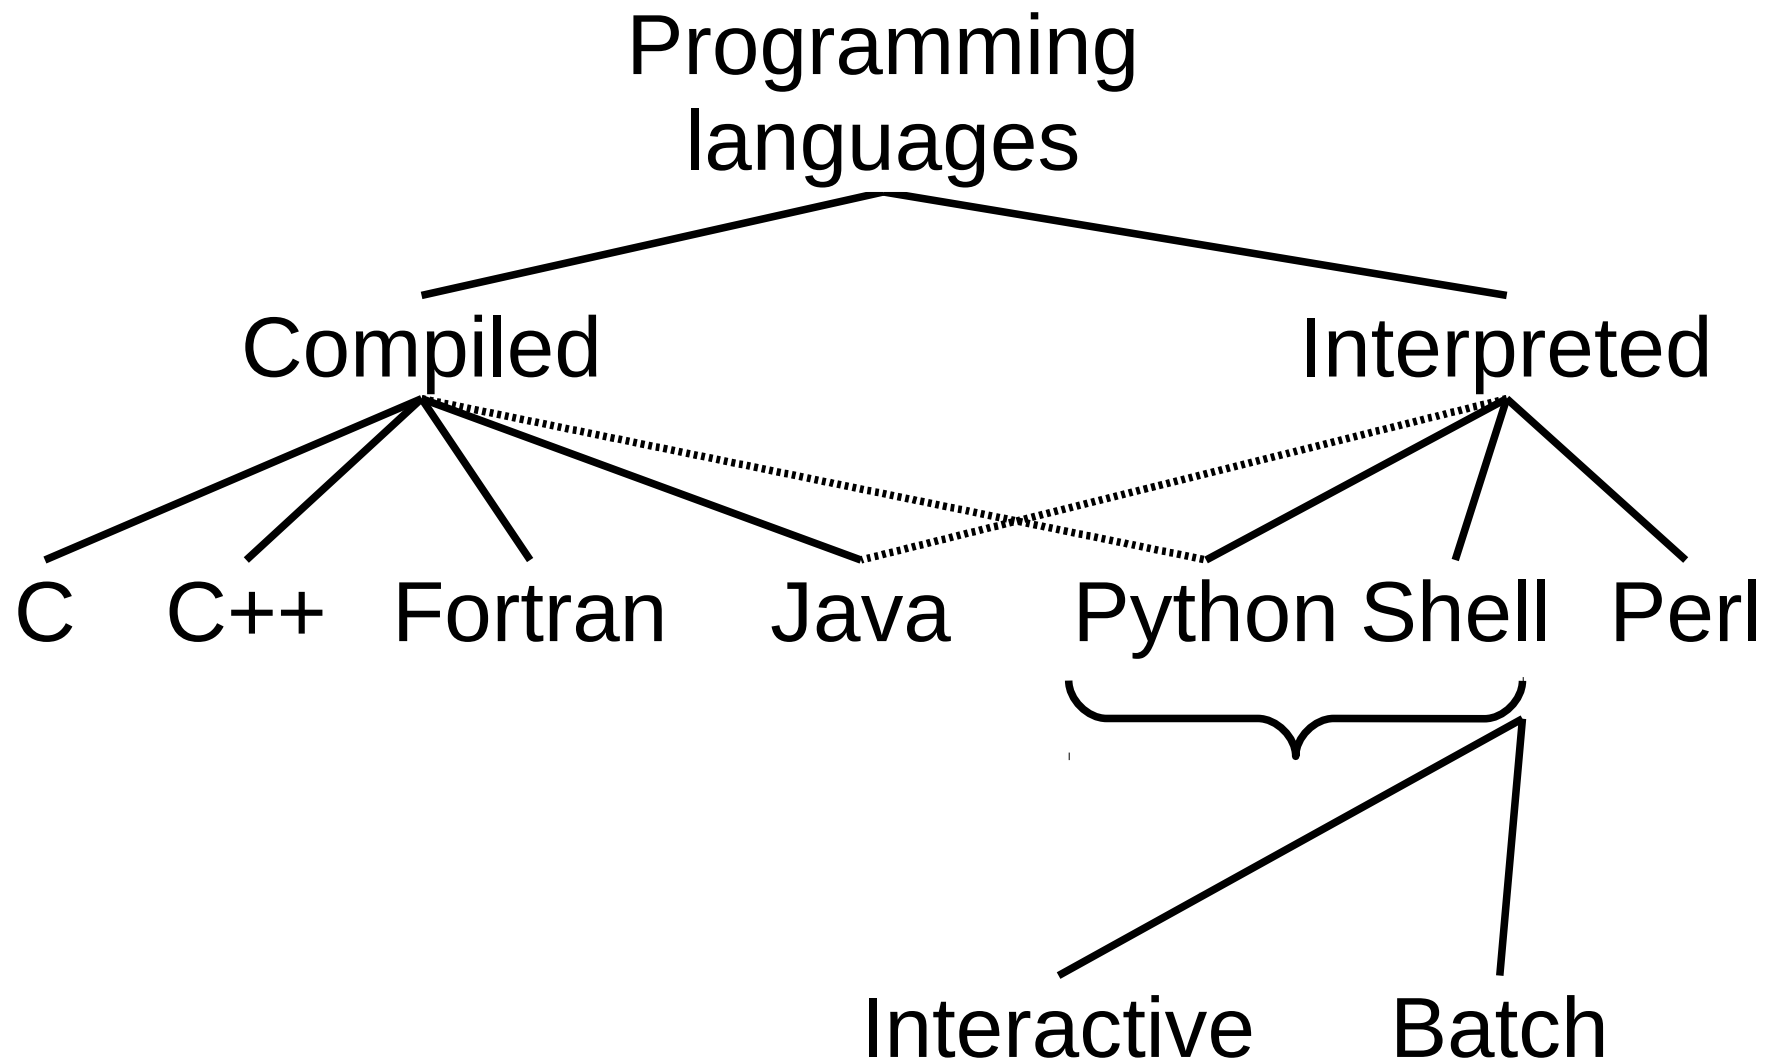 Programming
languages
Compiled Interpreted
C C++ Fortran Java Python Shell Perl
Interactive Batch